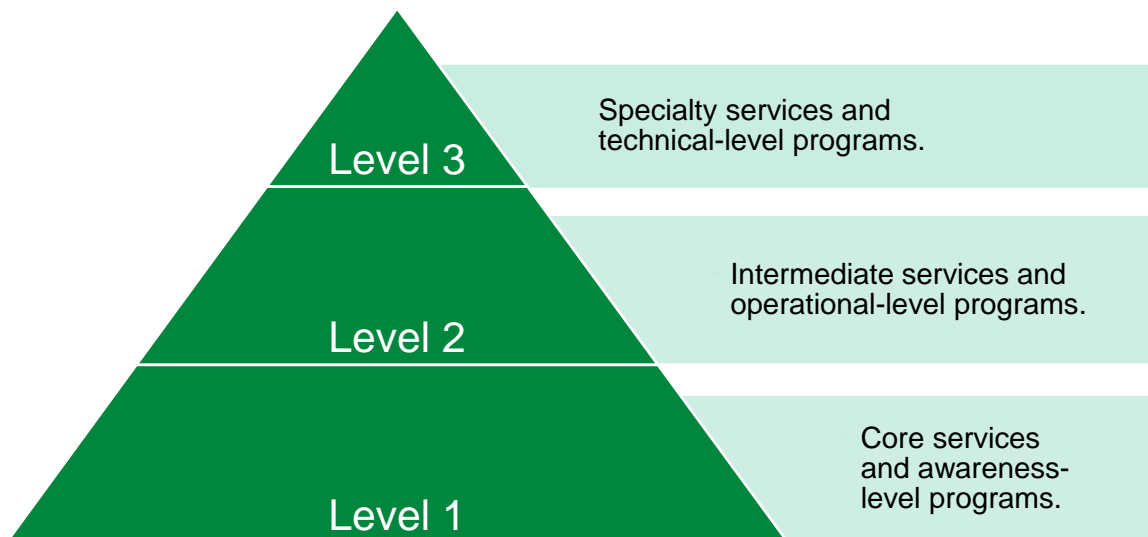 Level 3
Specialty services and
technical-level programs.
Level 2
Intermediate services and
operational-level programs.
Level 1
Core services
and awareness-
level programs.